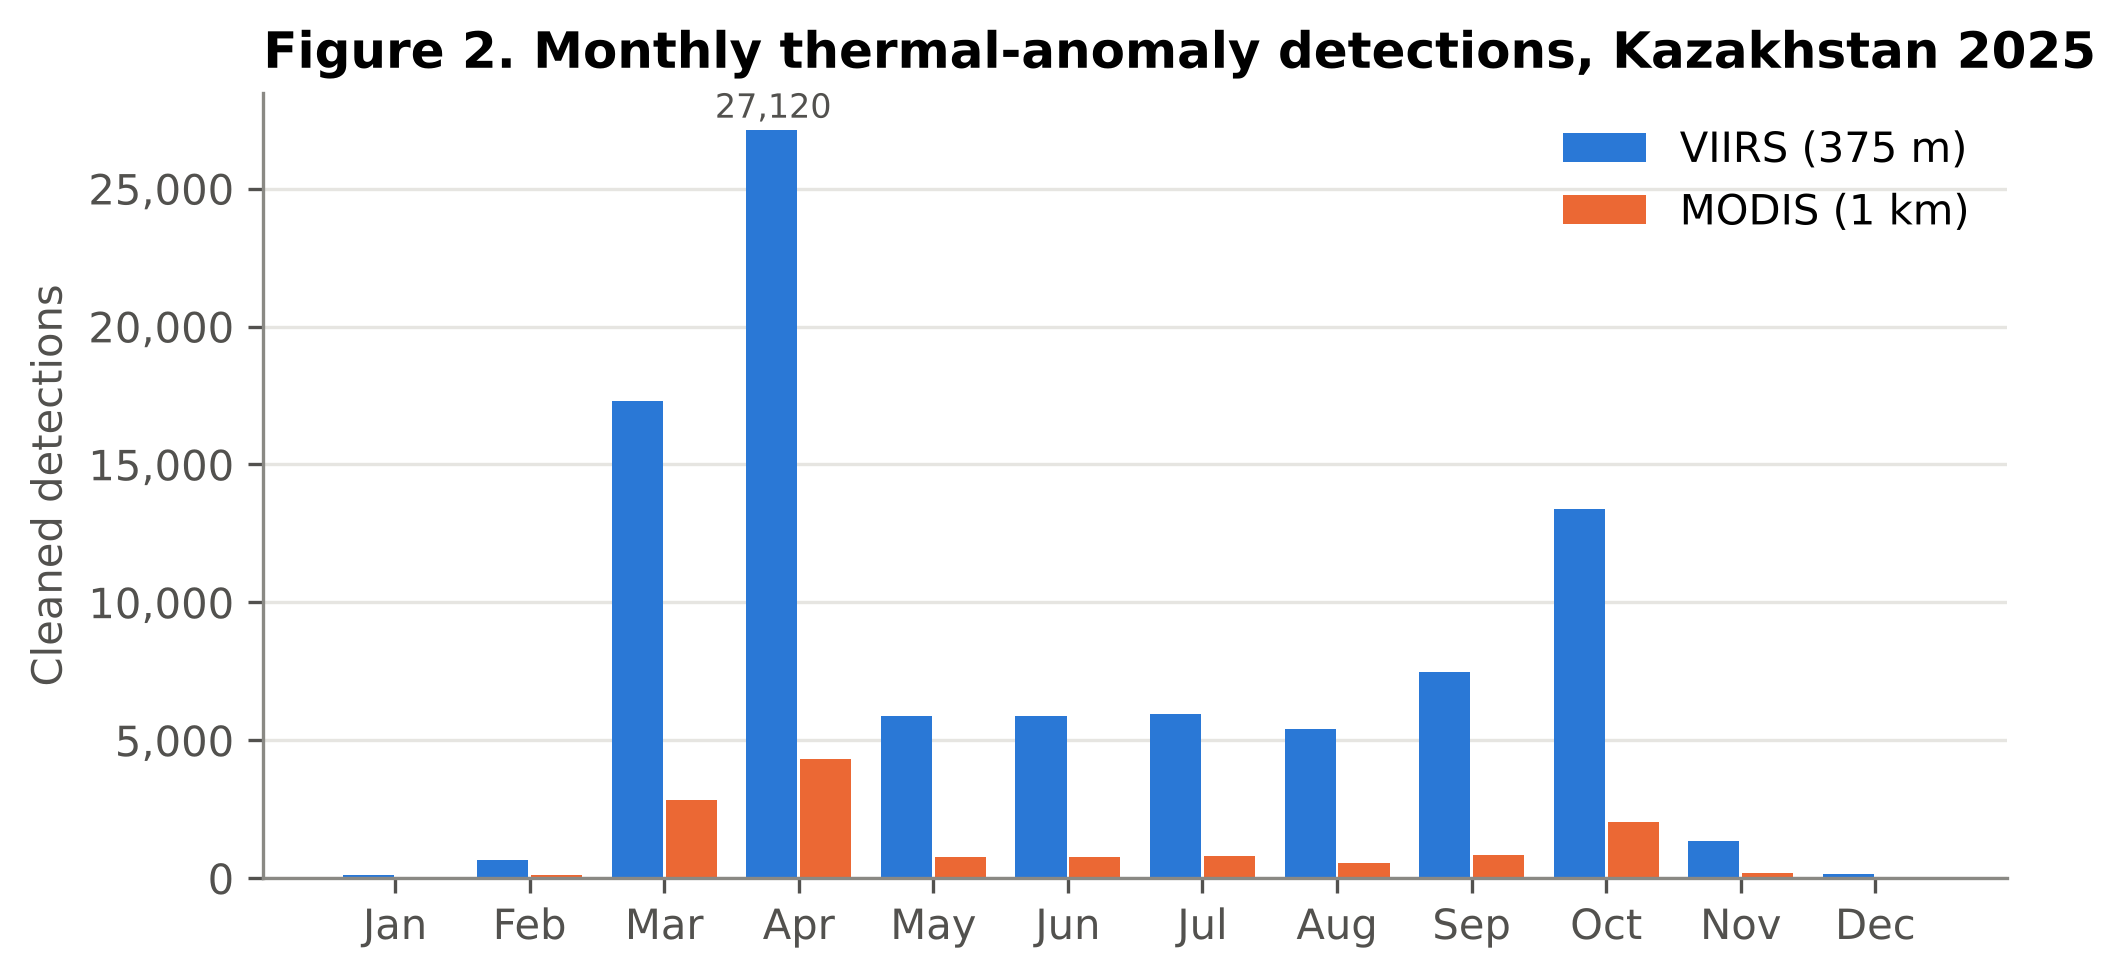 Figure 2. Monthly thermal-anomaly detections, Kazakhstan 2025
27,120
VIIRS (375 m)
MODIS (1 km)
Cleaned detections
25,000
20,000
15,000
10,000
5,000
0
Jan Feb Mar Apr May Jun Jul Aug Sep Oct Nov Dec